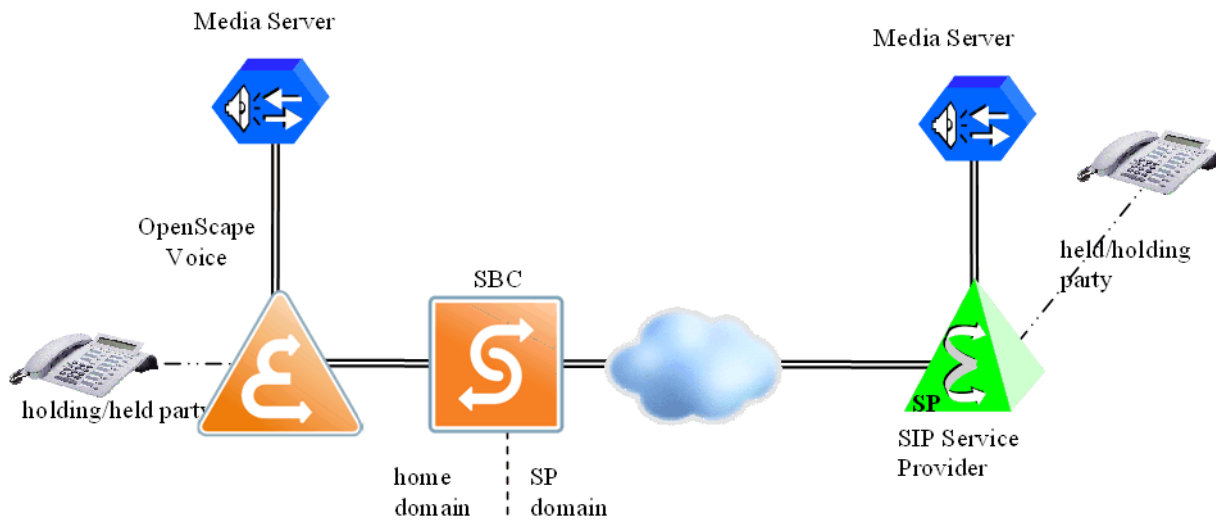 Media Server
Media Server
OpenScape
Voice
held/holding
party
SBC
holding/held party
SP
SIP Service
Provider
home
domain
SP
domain